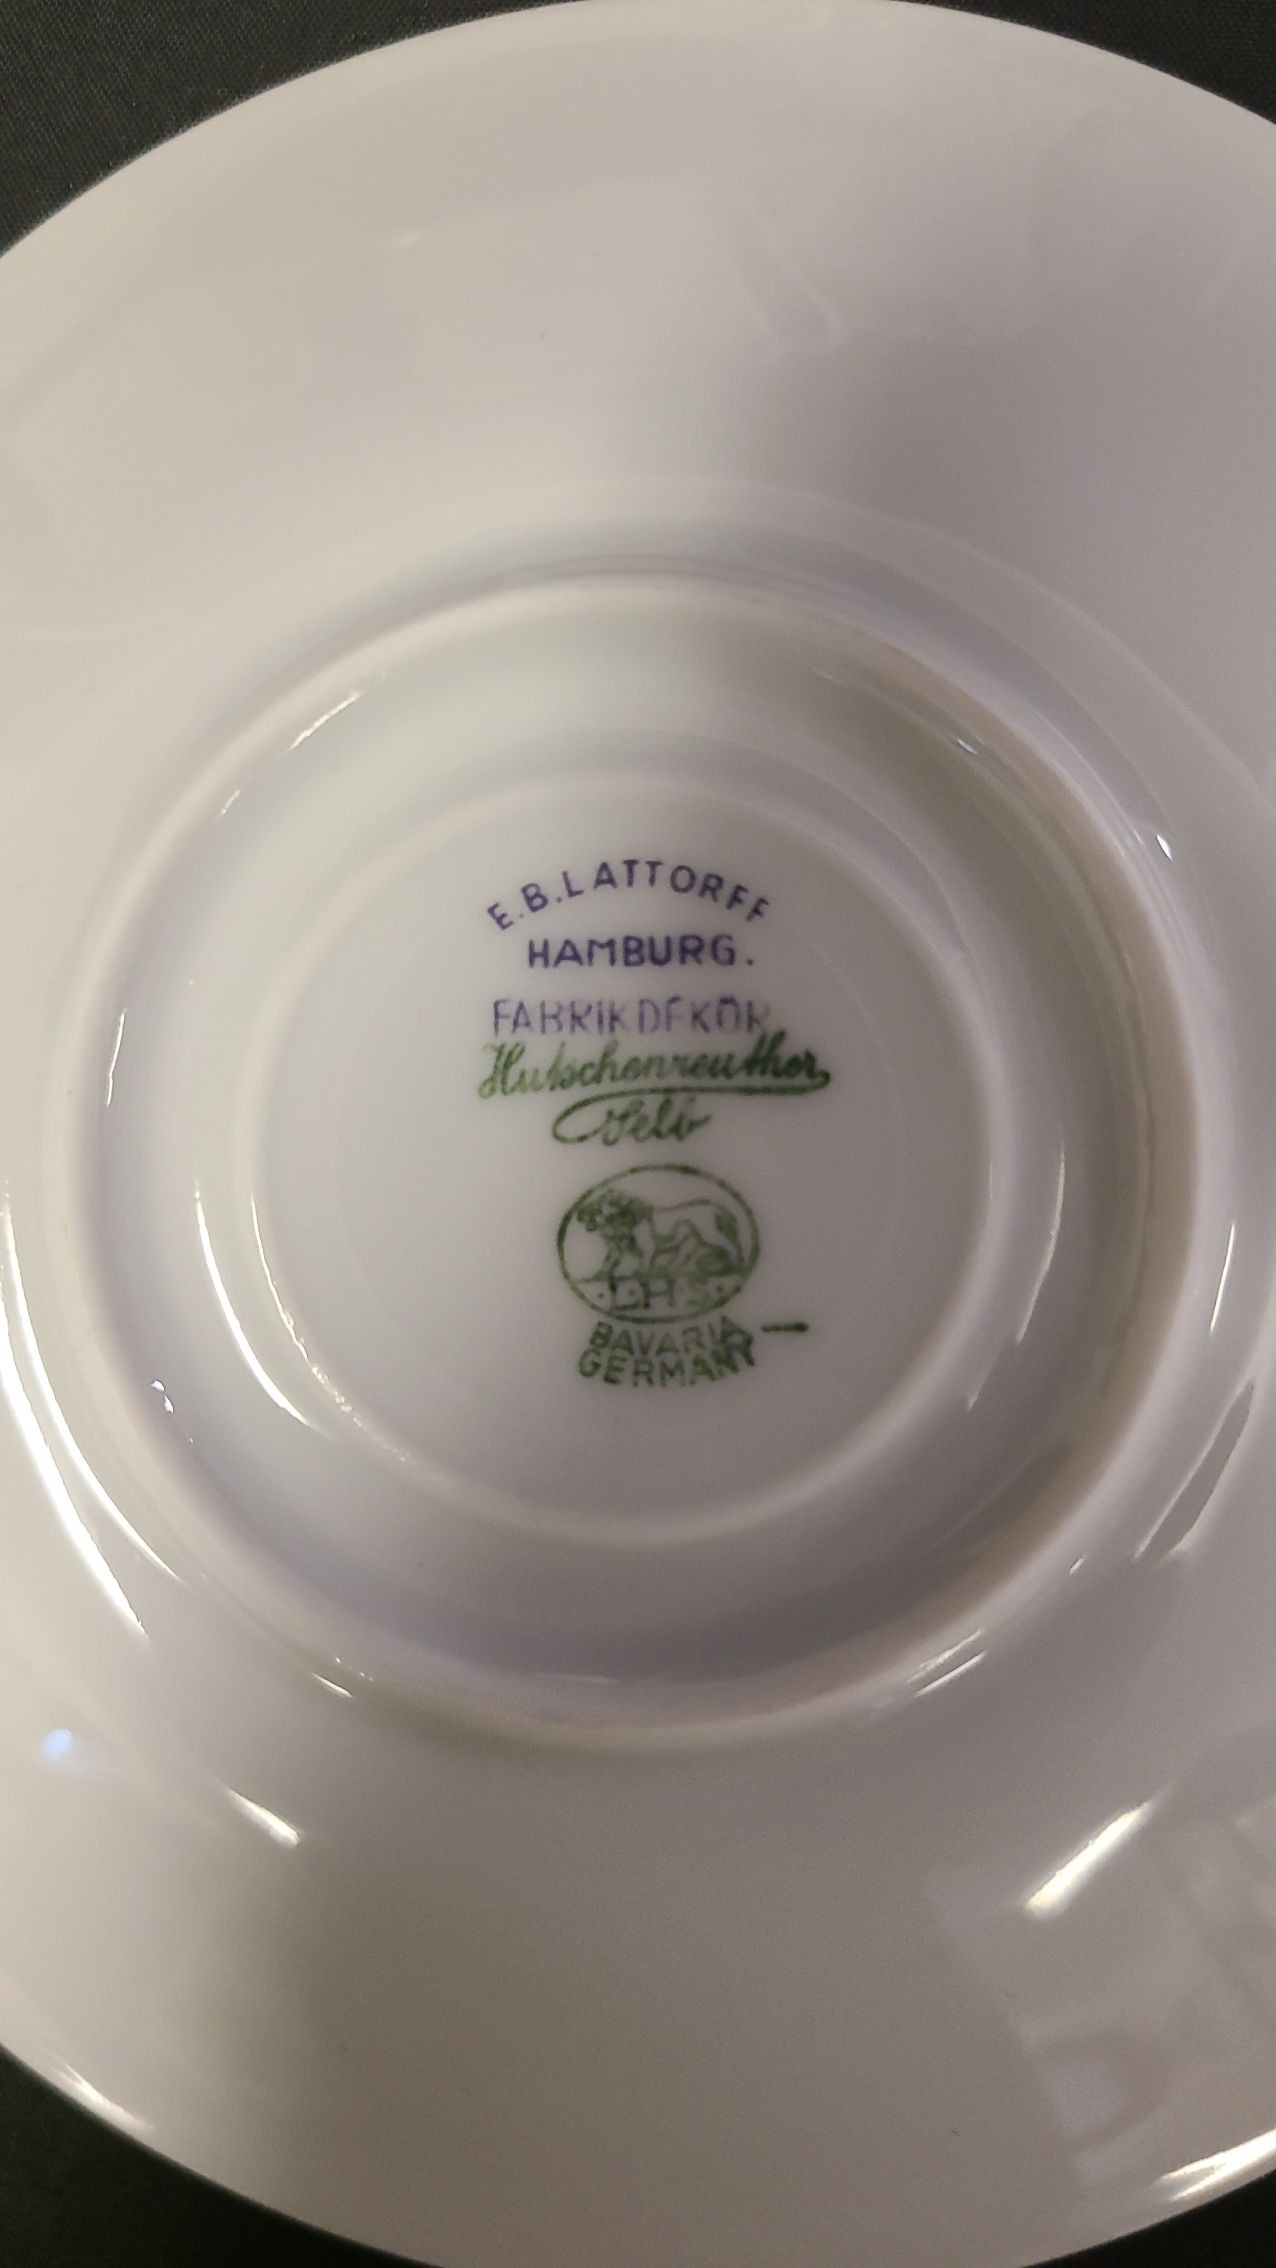 E.B.LATTORFF
HAMBURG.
FABRIKDEKOR
Hutschenreuther
Selb
L.H.S.
BAVARIA
GERMANY